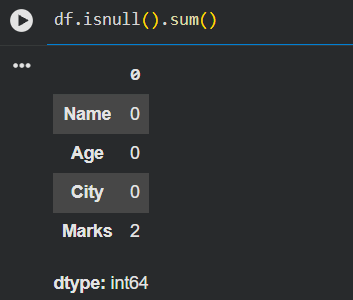 df.isnull().sum()
0
Name 0
Age 0
City 0
Marks 2
dtype: int64